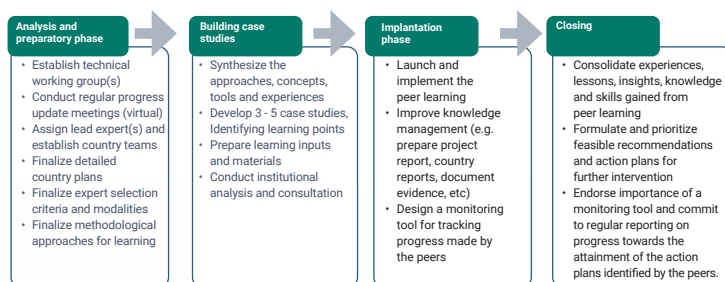 Analysis and
preparatory phase
• Establish technical
working group(s)
• Conduct regular progress
update meetings (virtual)
• Assign lead expert(s) and
establish country teams
• Finalize detailed
country plans
• Finalize expert selection
criteria and modalities
• Finalize methodological
approaches for learning
Building case
studies
• Synthesize the
approaches, concepts,
tools and experiences
• Develop 3 - 5 case studies,
Identifying learning points
• Prepare learning inputs
and materials
• Conduct institutional
analysis and consultation
Implantation
phase
• Launch and
implement the
peer learning
• Improve knowledge
management (e.g.
prepare project
report, country
reports, document
evidence, etc)
• Design a monitoring
tool for tracking
progress made by
the peers
Closing
• Consolidate experiences,
lessons, insights, knowledge
and skills gained from
peer learning
• Formulate and prioritize
feasible recommendations
and action plans for
further intervention
• Endorse importance of a
monitoring tool and commit
to regular reporting on
progress towards the
attainment of the action
plans identified by the peers.